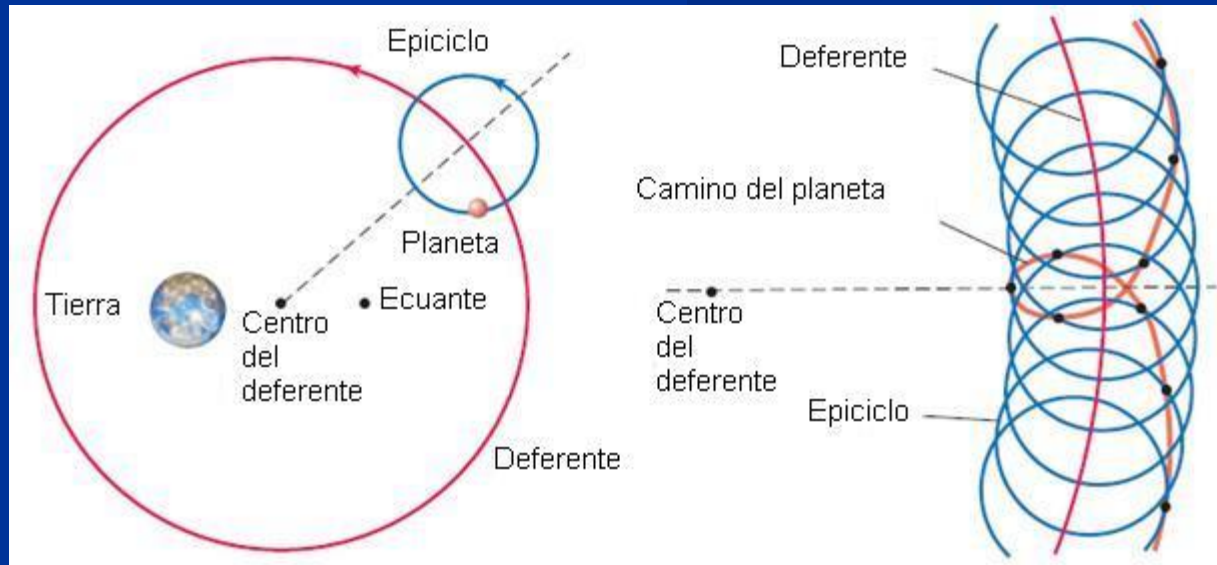 Epiciclo
Planeta
Tierra
Ecuante
Centro
del
deferente
Deferente
Deferente
Camino del planeta
Centro
del
deferente
Epiciclo